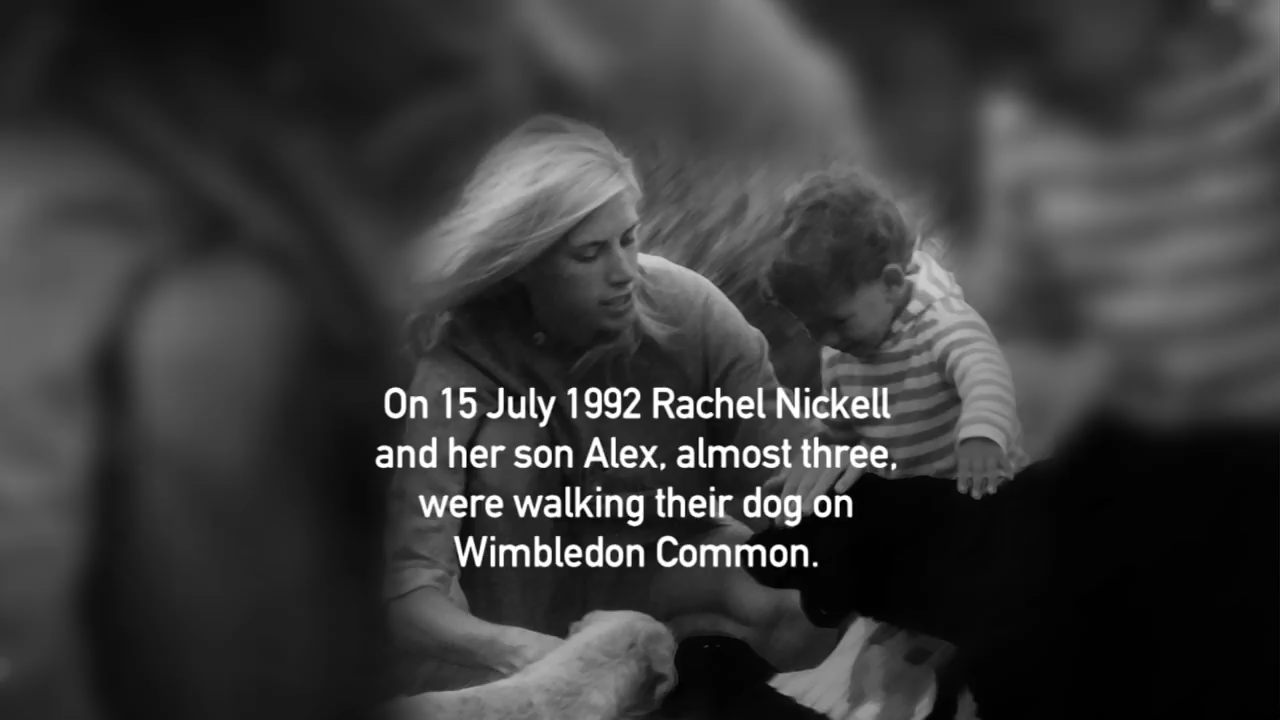 On 15 July 1992 Rachel Nickell
and her son Alex, almost three,
were walking their dog on
Wimbledon Common.